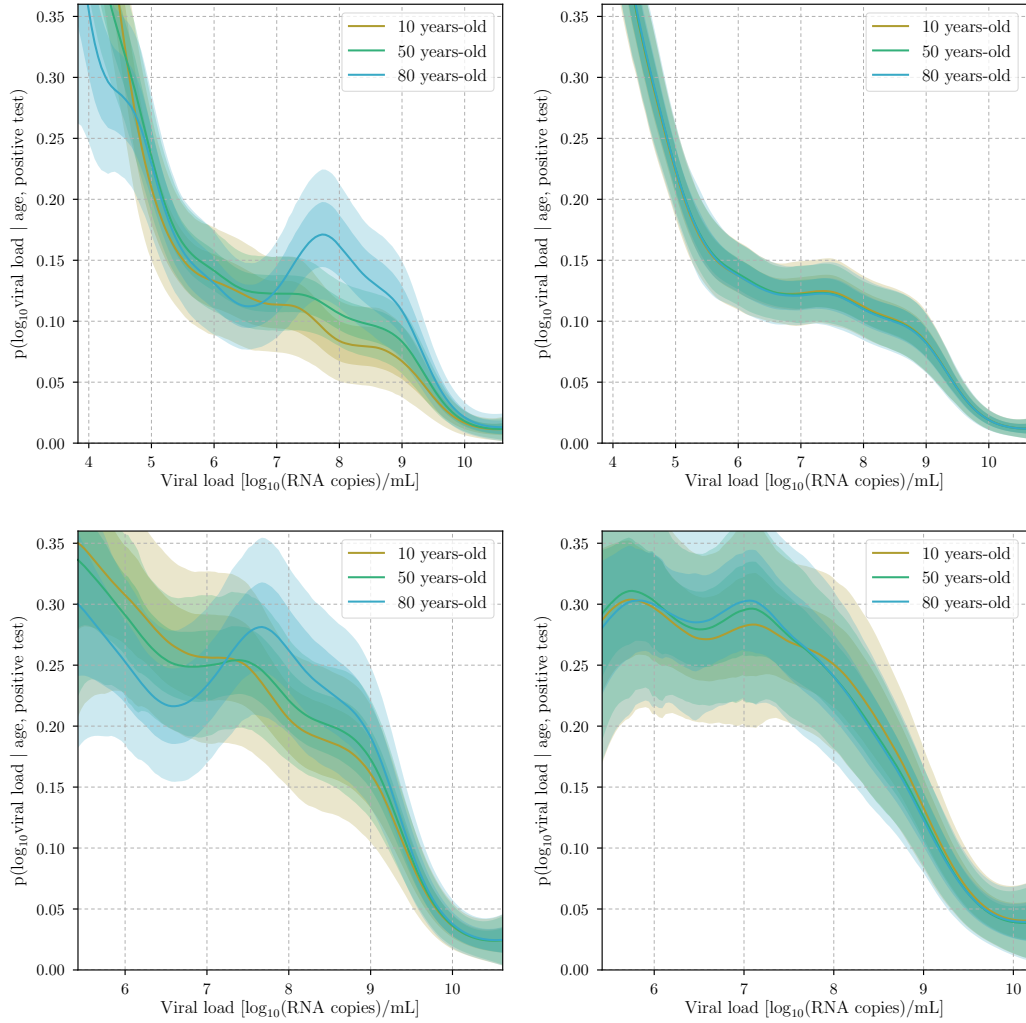 p(log₁₀viral load | age, positive test)
0.35
0.30
0.25
0.20
0.15
0.10
0.05
0.00
10 years-old
50 years-old
80 years-old
4 5 6 7 8 9 10
Viral load [log₁₀(RNA copies)/mL]
p(log₁₀viral load | age, positive test)
0.35
0.30
0.25
0.20
0.15
0.10
0.05
0.00
10 years-old
50 years-old
80 years-old
4 5 6 7 8 9 10
Viral load [log₁₀(RNA copies)/mL]
p(log₁₀viral load | age, positive test)
0.35
0.30
0.25
0.20
0.15
0.10
0.05
0.00
10 years-old
50 years-old
80 years-old
6 7 8 9 10
Viral load [log₁₀(RNA copies)/mL]
p(log₁₀viral load | age, positive test)
0.35
0.30
0.25
0.20
0.15
0.10
0.05
0.00
10 years-old
50 years-old
80 years-old
6 7 8 9 10
Viral load [log₁₀(RNA copies)/mL]